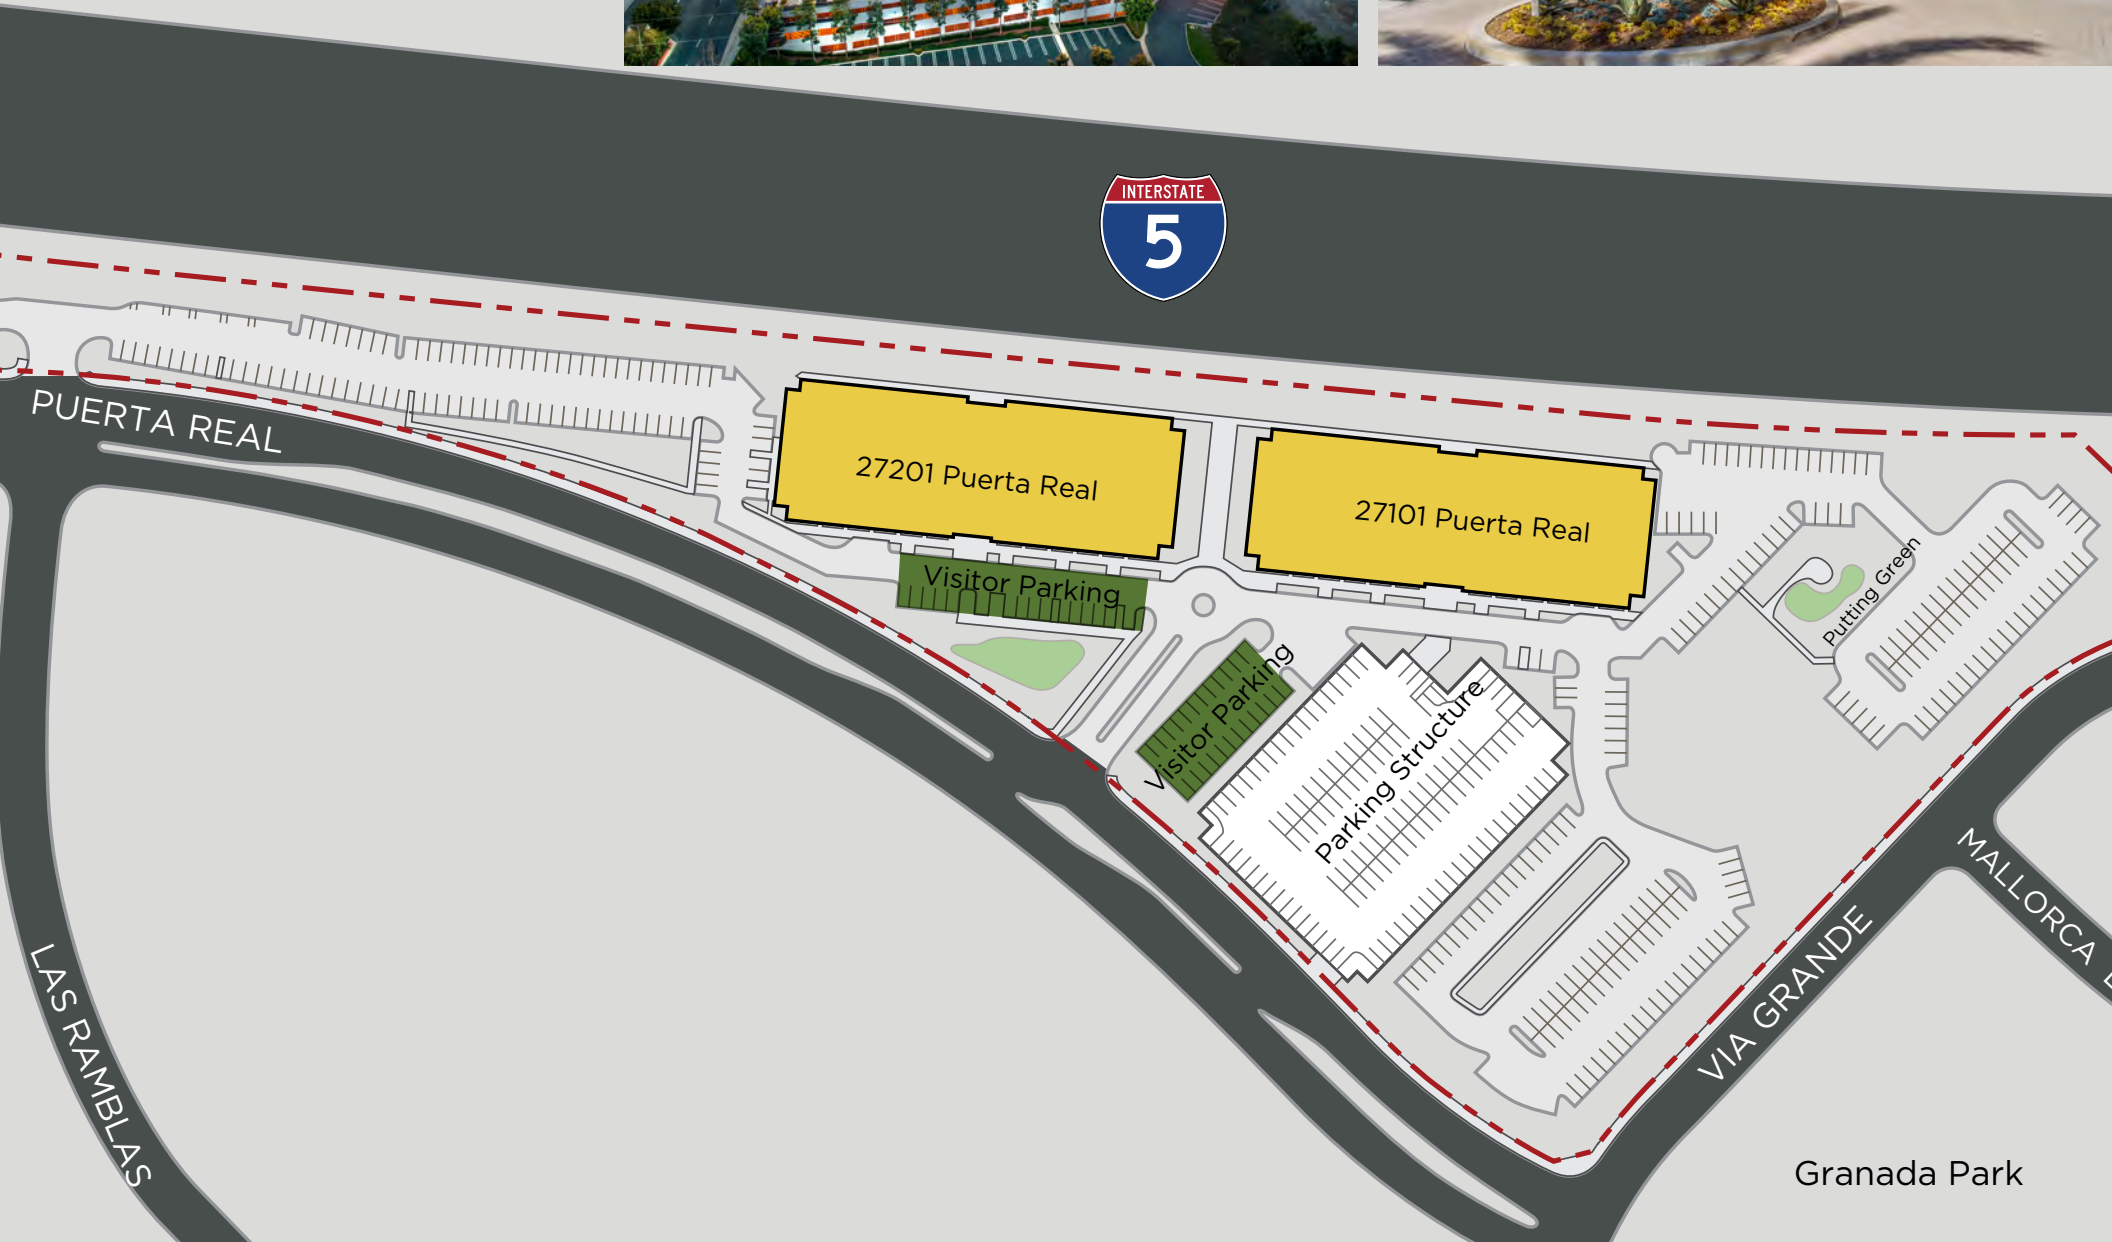 INTERSTATE
5
PUERTA REAL
27201 Puerta Real
27101 Puerta Real
Visitor Parking
Putting Green
Visitor Parking
Parking Structure
MALLORCA
VIA GRANDE
LAS RAMBLAS
Granada Park